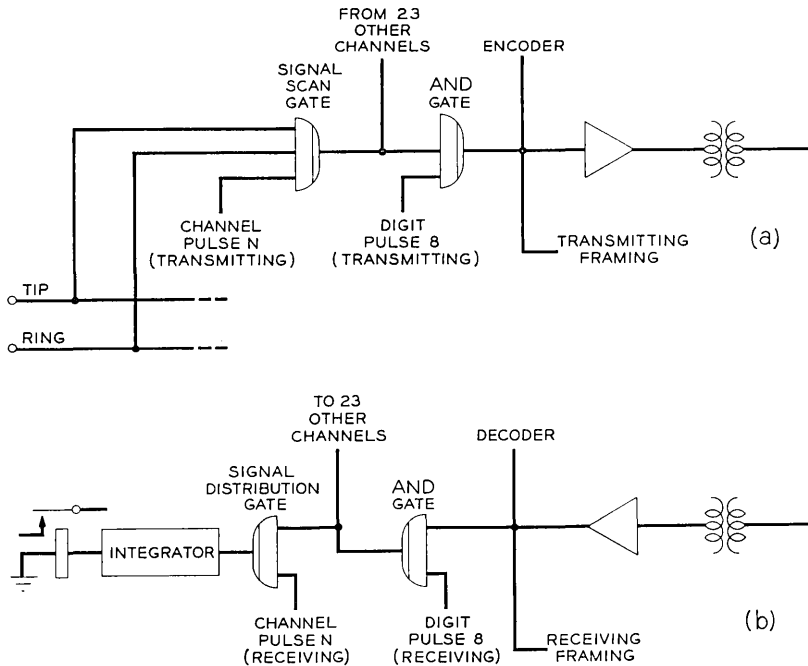 FROM 23
OTHER
CHANNELS
ENCODER
SIGNAL
SCAN
GATE
AND
GATE
CHANNEL
PULSE N
(TRANSMITTING)
DIGIT
PULSE 8
(TRANSMITTING)
TRANSMITTING
FRAMING
(a)
TIP
RING
TO 23
OTHER
CHANNELS
DECODER
SIGNAL
DISTRIBUTION
GATE
AND
GATE
INTEGRATOR
CHANNEL
PULSE N
(RECEIVING)
DIGIT
PULSE 8
(RECEIVING)
RECEIVING
FRAMING
(b)